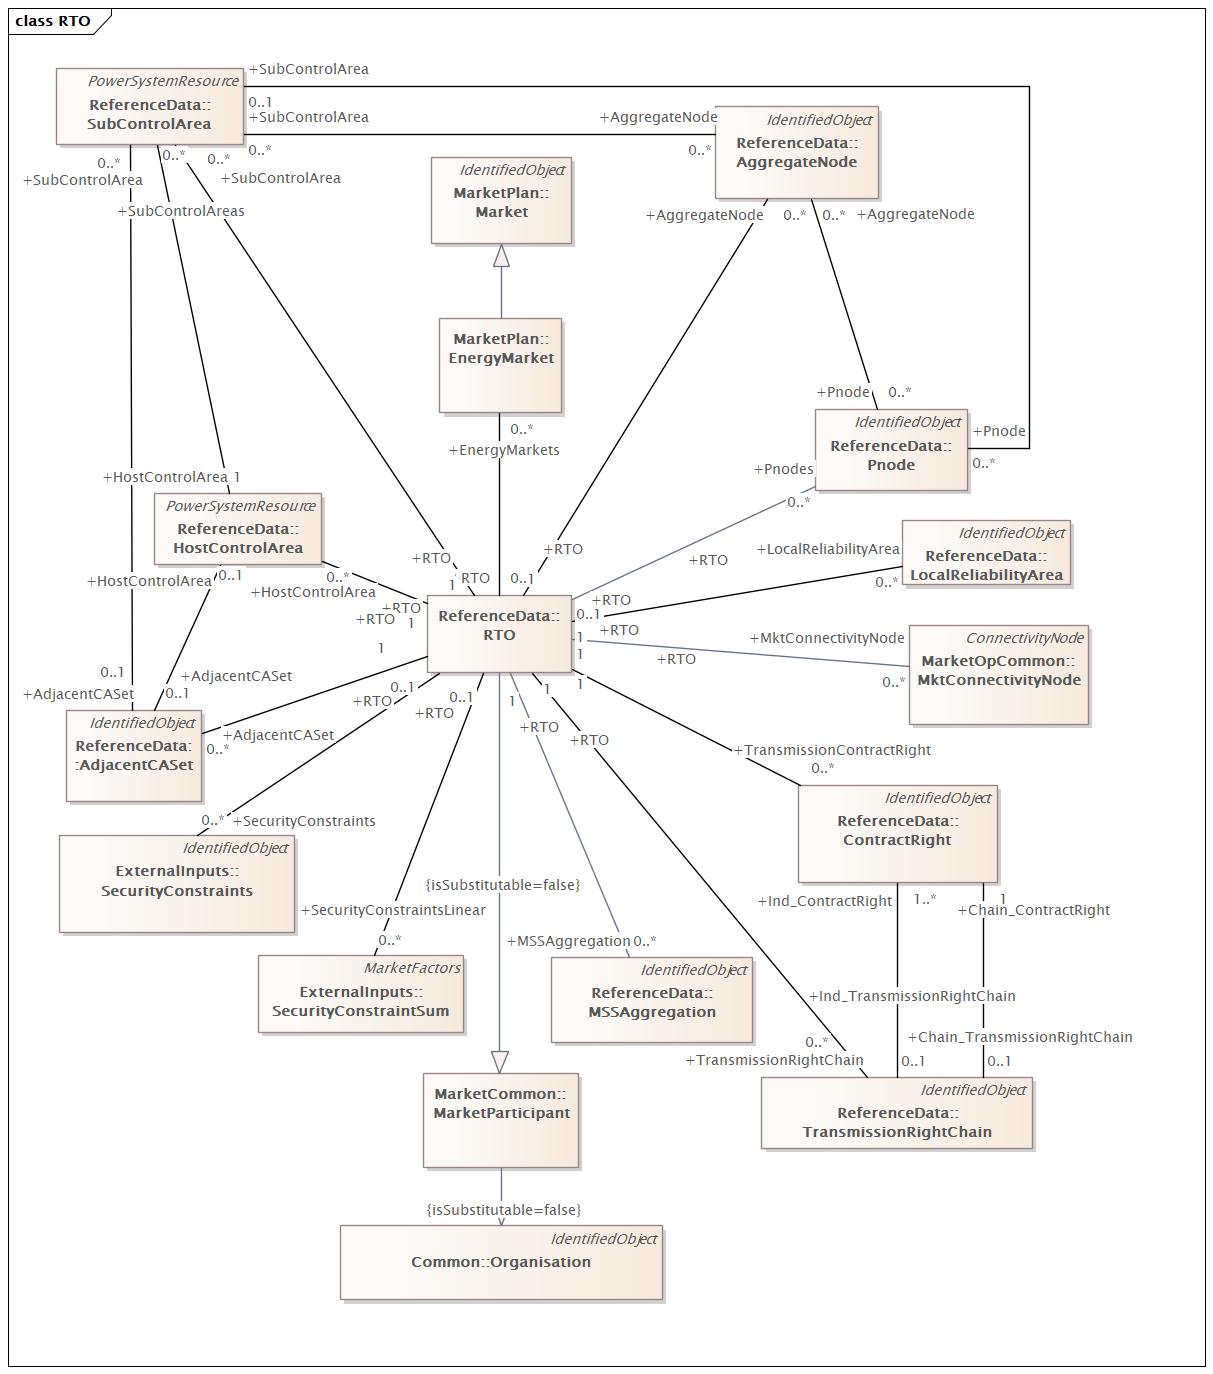 class RTO
+SubControlArea
PowerSystemResource
ReferenceData::
SubControlArea
0..1
+SubControlArea
+AggregateNode
0..*
0..*
IdentifiedObject
ReferenceData::
AggregateNode
0..*
0..*
0..*
+SubControlArea
+SubControlArea
+SubControlAreas
IdentifiedObject
MarketPlan::
Market
+AggregateNode
0..*
0..*
+AggregateNode
MarketPlan::
EnergyMarket
0..*
+EnergyMarkets
+Pnode
0..*
IdentifiedObject
ReferenceData::
Pnode
+Pnode
0..*
+Pnodes
0..*
+HostControlArea
1
PowerSystemResource
ReferenceData::
HostControlArea
+HostControlArea
0..1
0..*
+HostControlArea
+RTO
1
+RTO
0..1
+RTO
+RTO
+LocalReliabilityArea
0..*
IdentifiedObject
ReferenceData::
LocalReliabilityArea
+RTO
1
+RTO
1
ReferenceData::
RTO
+RTO
0..1
+RTO
1
1
+RTO
+MktConnectivityNode
0..*
ConnectivityNode
MarketOpCommon::
MktConnectivityNode
0..1
+AdjacentCASet
+AdjacentCASet
0..1
IdentifiedObject
ReferenceData:
:AdjacentCASet
+AdjacentCASet
0..*
0..1
+RTO
0..1
+RTO
1
+RTO
1
+RTO
1
+TransmissionContractRight
0..*
IdentifiedObject
ReferenceData::
ContractRight
0..*
+SecurityConstraints
IdentifiedObject
ExternalInputs::
SecurityConstraints
{isSubstitutable=false}
+SecurityConstraintsLinear
0..*
MarketFactors
ExternalInputs::
SecurityConstraintSum
+MSSAggregation
0..*
IdentifiedObject
ReferenceData::
MSSAggregation
+Ind_ContractRight
1..*
1
+Chain_ContractRight
+Ind_TransmissionRightChain
0..1
+Chain_TransmissionRightChain
0..1
0..*
+TransmissionRightChain
IdentifiedObject
ReferenceData::
TransmissionRightChain
MarketCommon::
MarketParticipant
{isSubstitutable=false}
IdentifiedObject
Common::Organisation